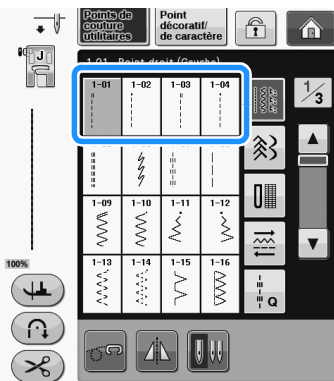 Points de
couture
utilitaires
Point
décoratif/
de caractère
J
1-01 Point droit (Gauche)
1/3
1-01
1-02
1-03
1-04
1-09
1-10
1-11
1-12
1-13
1-14
1-15
1-16
100%
Q